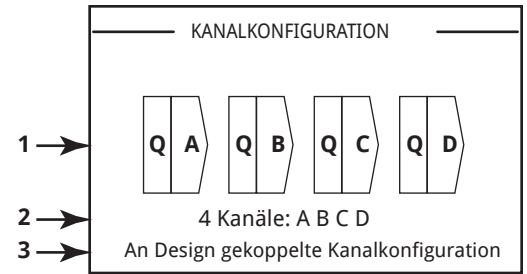 KANALKONFIGURATION
1 Q A Q B Q C Q D
2 4 Kanäle: A B C D
3 An Design gekoppelte Kanalkonfiguration